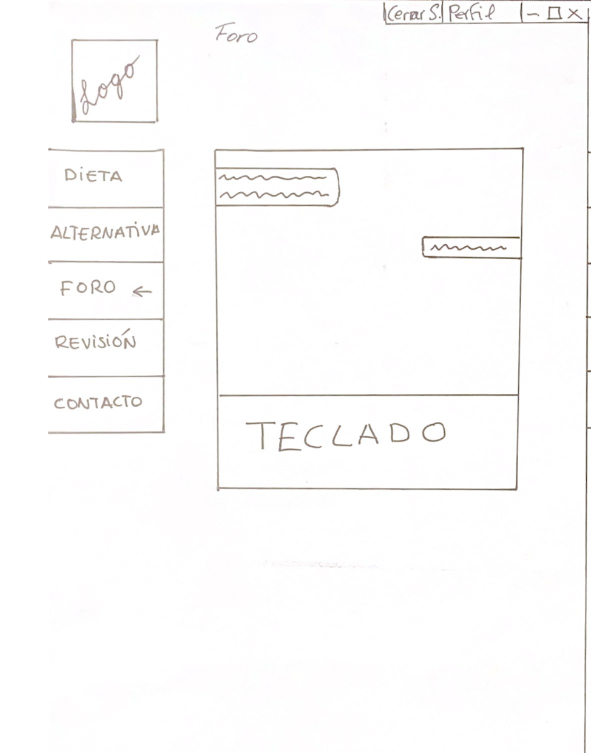 Cerrar S. Perfil
Foro
Logo
DIETA
ALTERNATIVA
FORO ←
REVISIÓN
CONTACTO
TECLADO